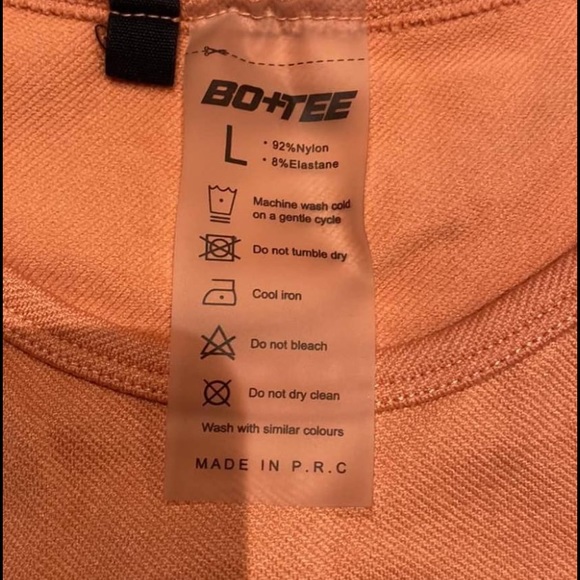 BO+TEE
L
· 92%Nylon
· 8%Elastane
Machine wash cold
on a gentle cycle
Do not tumble dry
Cool iron
Do not bleach
Do not dry clean
Wash with similar colours
MADE IN P.R.C